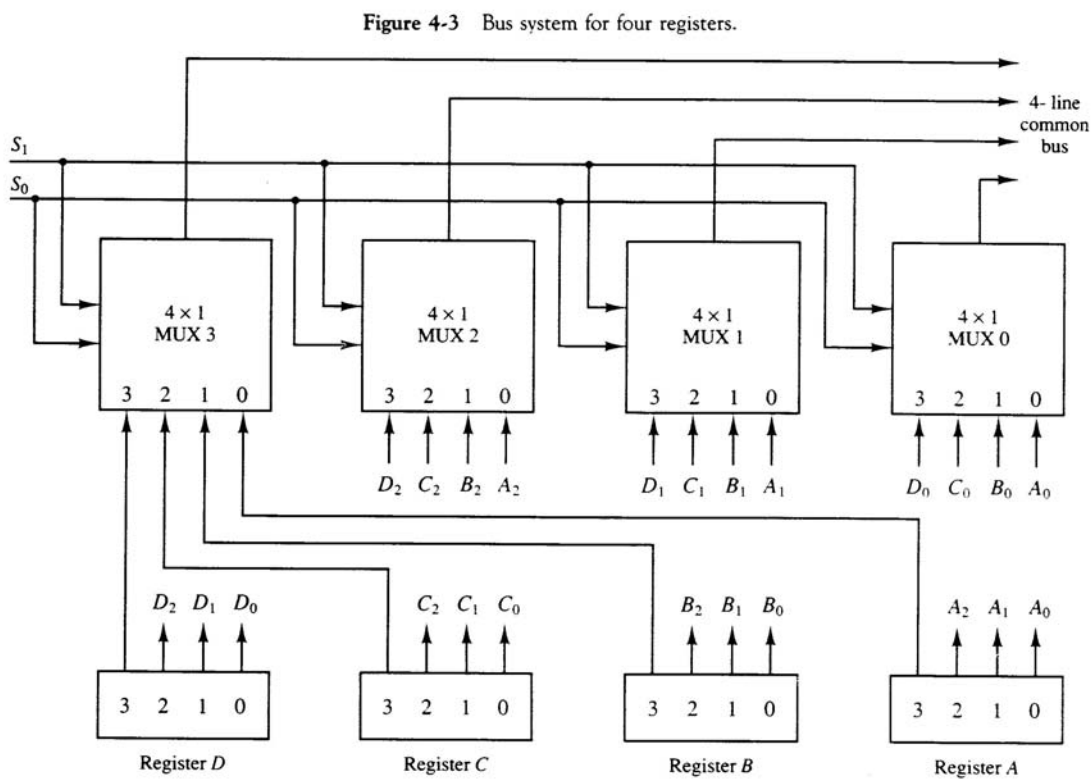 Figure 4-3 Bus system for four registers.
4- line
common
bus
S₁
S₀
4 × 1
MUX 3
4 × 1
MUX 2
4 × 1
MUX 1
4 × 1
MUX 0
3 2 1 0
3 2 1 0
3 2 1 0
3 2 1 0
D₂ C₂ B₂ A₂
D₁ C₁ B₁ A₁
D₀ C₀ B₀ A₀
D₂ D₁ D₀
C₂ C₁ C₀
B₂ B₁ B₀
A₂ A₁ A₀
3 2 1 0
3 2 1 0
3 2 1 0
3 2 1 0
Register D
Register C
Register B
Register A